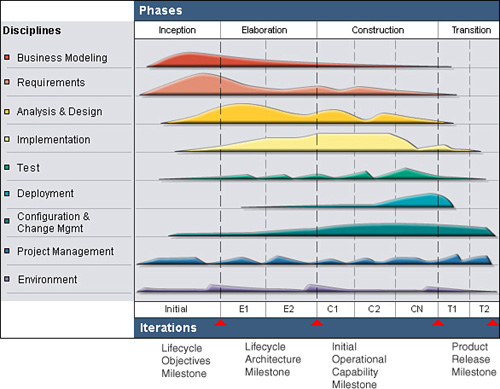 Phases
Disciplines
Inception Elaboration Construction Transition
Business Modeling
Requirements
Analysis & Design
Implementation
Test
Deployment
Configuration &
Change Mgmt
Project Management
Environment
Initial E1 E2 C1 C2 CN T1 T2
Iterations
Lifecycle
Objectives
Milestone
Lifecycle
Architecture
Milestone
Initial
Operational
Capability
Milestone
Product
Release
Milestone